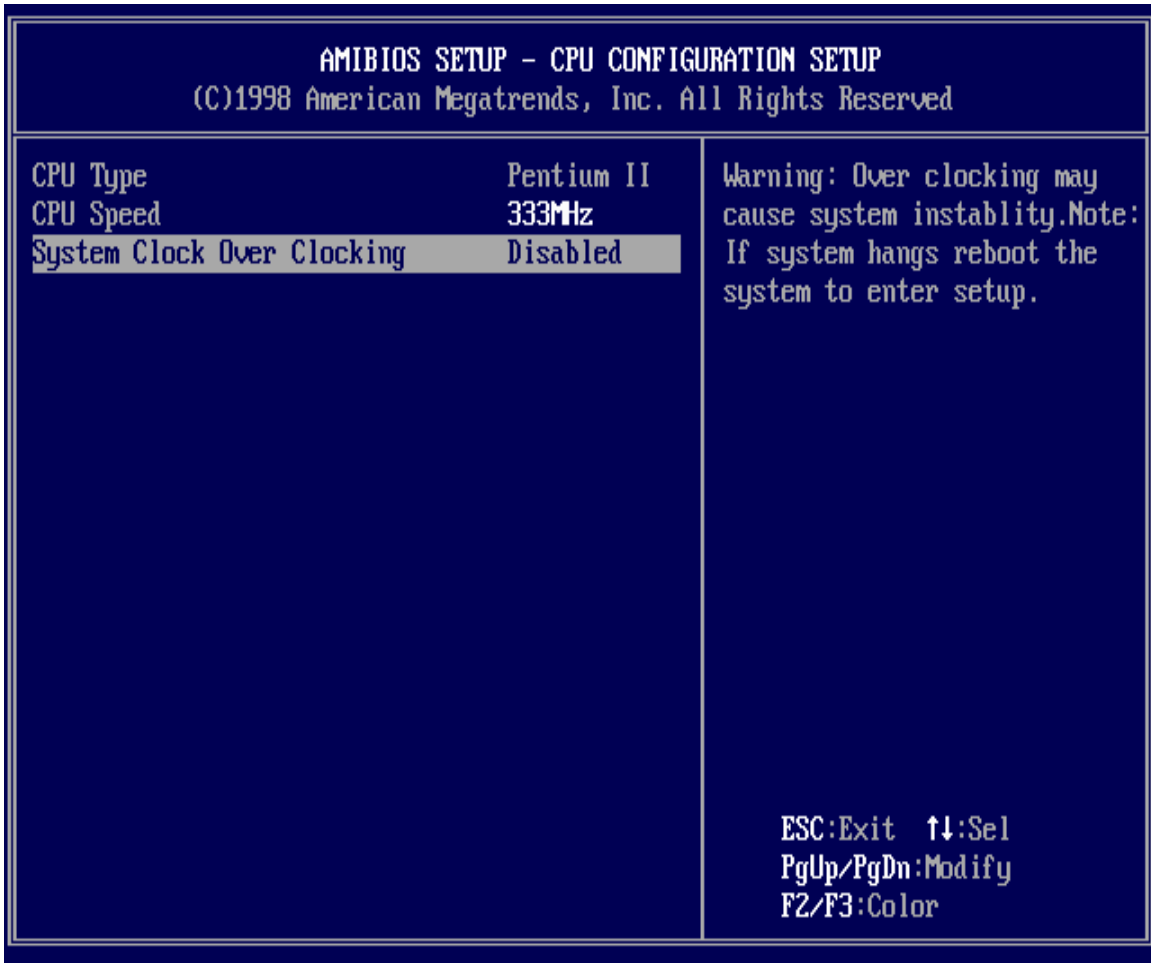 AMIBIOS SETUP - CPU CONFIGURATION SETUP
(C)1998 American Megatrends, Inc. All Rights Reserved
CPU Type Pentium II
CPU Speed 333MHz
System Clock Over Clocking Disabled
Warning: Over clocking may
cause system instablity.Note:
If system hangs reboot the
system to enter setup.
ESC:Exit ↑↓:Sel
PgUp/PgDn:Modify
F2/F3:Color